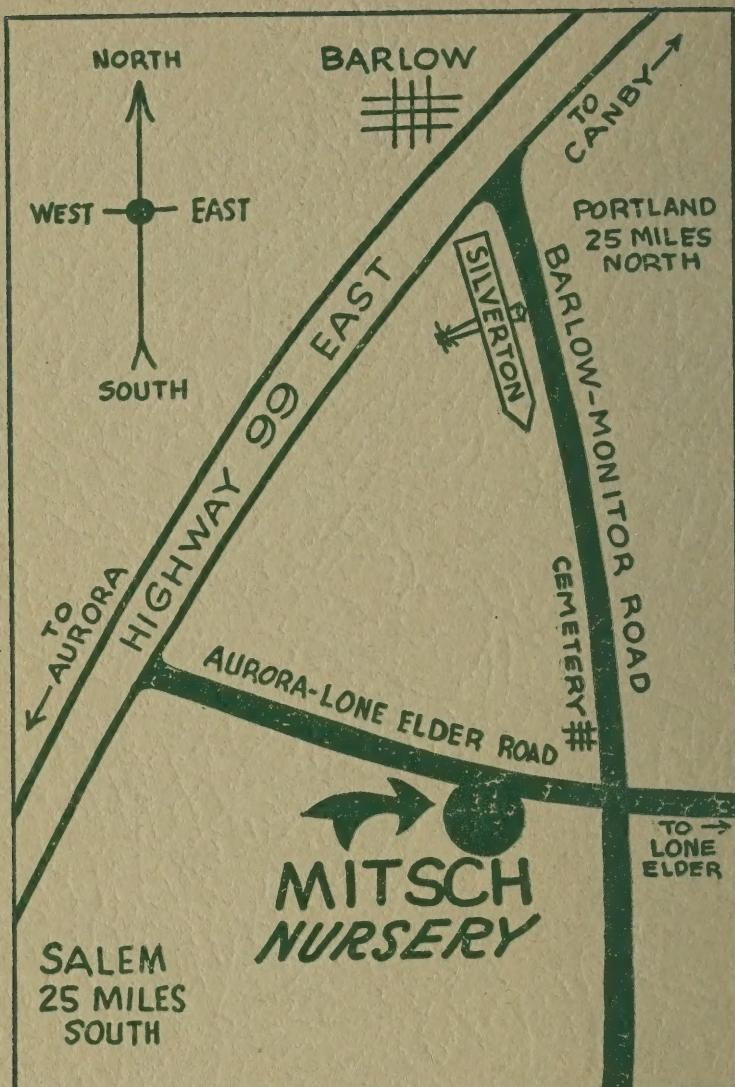 NORTH
WEST
EAST
SOUTH
BARLOW
TO
CANBY
PORTLAND
25 MILES
NORTH
SILVERTON
BARLOW-MONITOR ROAD
HIGHWAY 99 EAST
TO
AURORA
CEMETERY
AURORA-LONE ELDER ROAD
TO
LONE
ELDER
MITSCH
NURSERY
SALEM
25 MILES
SOUTH